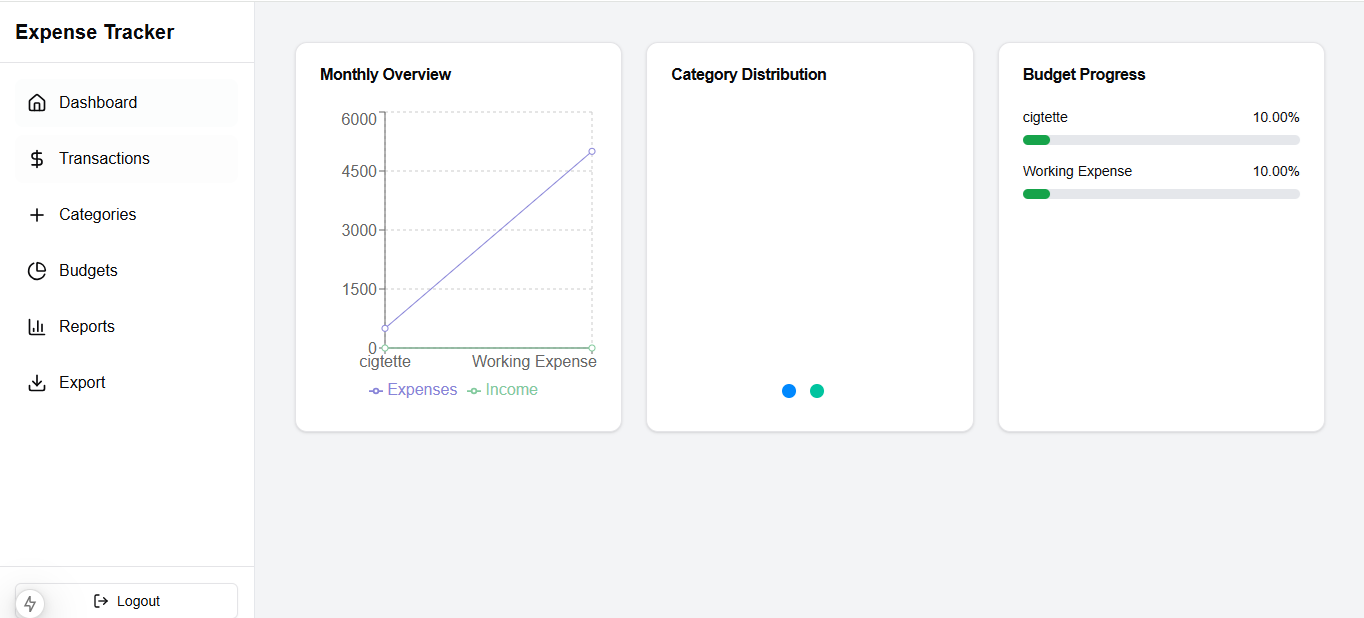 Expense Tracker
Dashboard
Transactions
Categories
Budgets
Reports
Export
Logout
Monthly Overview
6000
4500
3000
1500
0
cigtette Working Expense
Expenses Income
Category Distribution
Budget Progress
cigtette 10.00%
Working Expense 10.00%